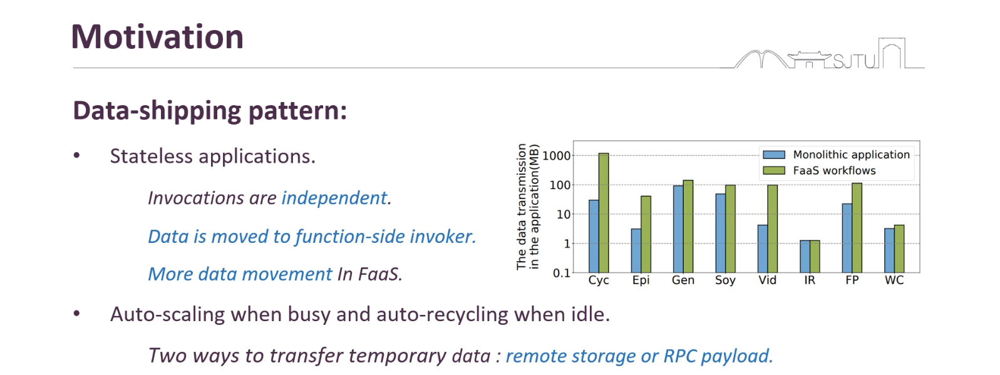 Motivation
SJTU
Data-shipping pattern:
• Stateless applications.
Invocations are independent.
Data is moved to function-side invoker.
More data movement In FaaS.
The data transmission
in the application(MB)
1000
100
10
1
0.1
Monolithic application
FaaS workflows
Cyc Epi Gen Soy Vid IR FP WC
• Auto-scaling when busy and auto-recycling when idle.
Two ways to transfer temporary data : remote storage or RPC payload.